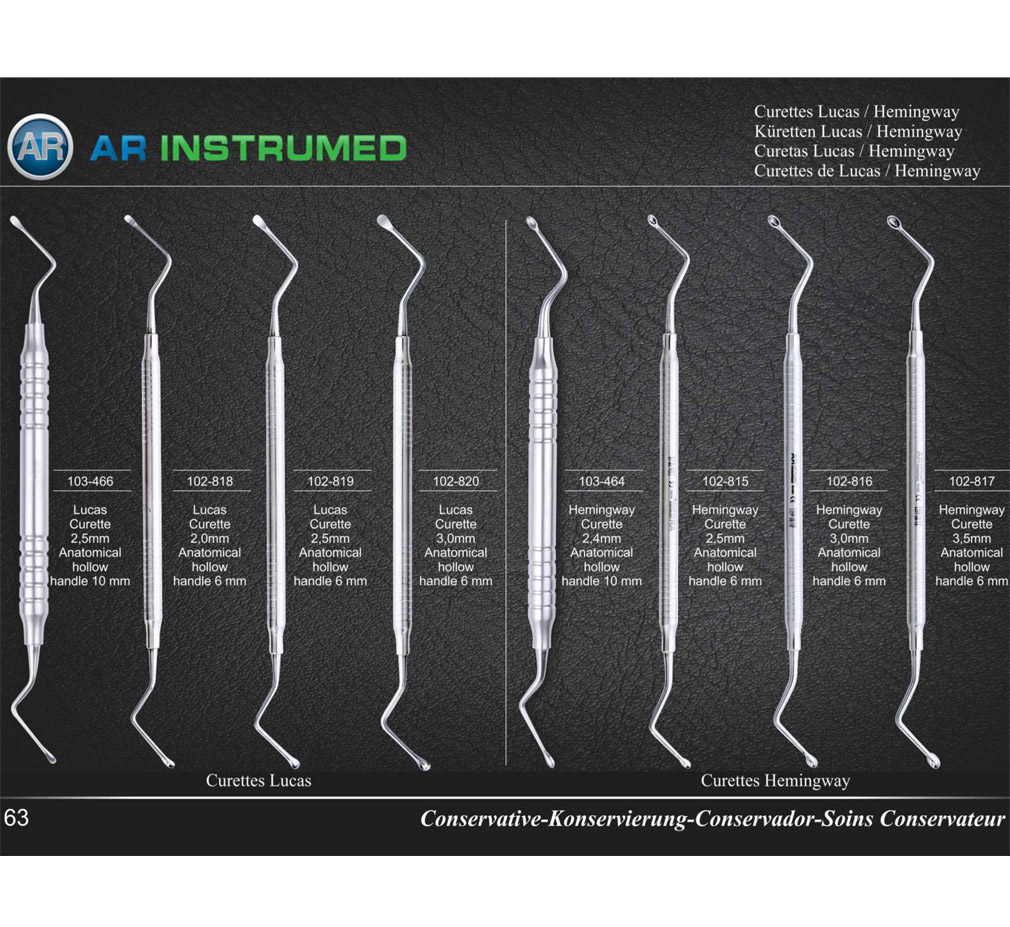 AR
AR INSTRUMED
Curettes Lucas / Hemingway
Küretten Lucas / Hemingway
Curetas Lucas / Hemingway
Curettes de Lucas / Hemingway
103-466
Lucas
Curette
2,5mm
Anatomical
hollow
handle 10 mm
102-818
Lucas
Curette
2,0mm
Anatomical
hollow
handle 6 mm
102-819
Lucas
Curette
2,5mm
Anatomical
hollow
handle 6 mm
102-820
Lucas
Curette
3,0mm
Anatomical
hollow
handle 6 mm
103-464
Hemingway
Curette
2,4mm
Anatomical
hollow
handle 10 mm
102-815
Hemingway
Curette
2,5mm
Anatomical
hollow
handle 6 mm
102-816
Hemingway
Curette
3,0mm
Anatomical
hollow
handle 6 mm
102-817
Hemingway
Curette
3,5mm
Anatomical
hollow
handle 6 mm
Curettes Lucas
Curettes Hemingway
63
Conservative-Konservierung-Conservador-Soins Conservateur